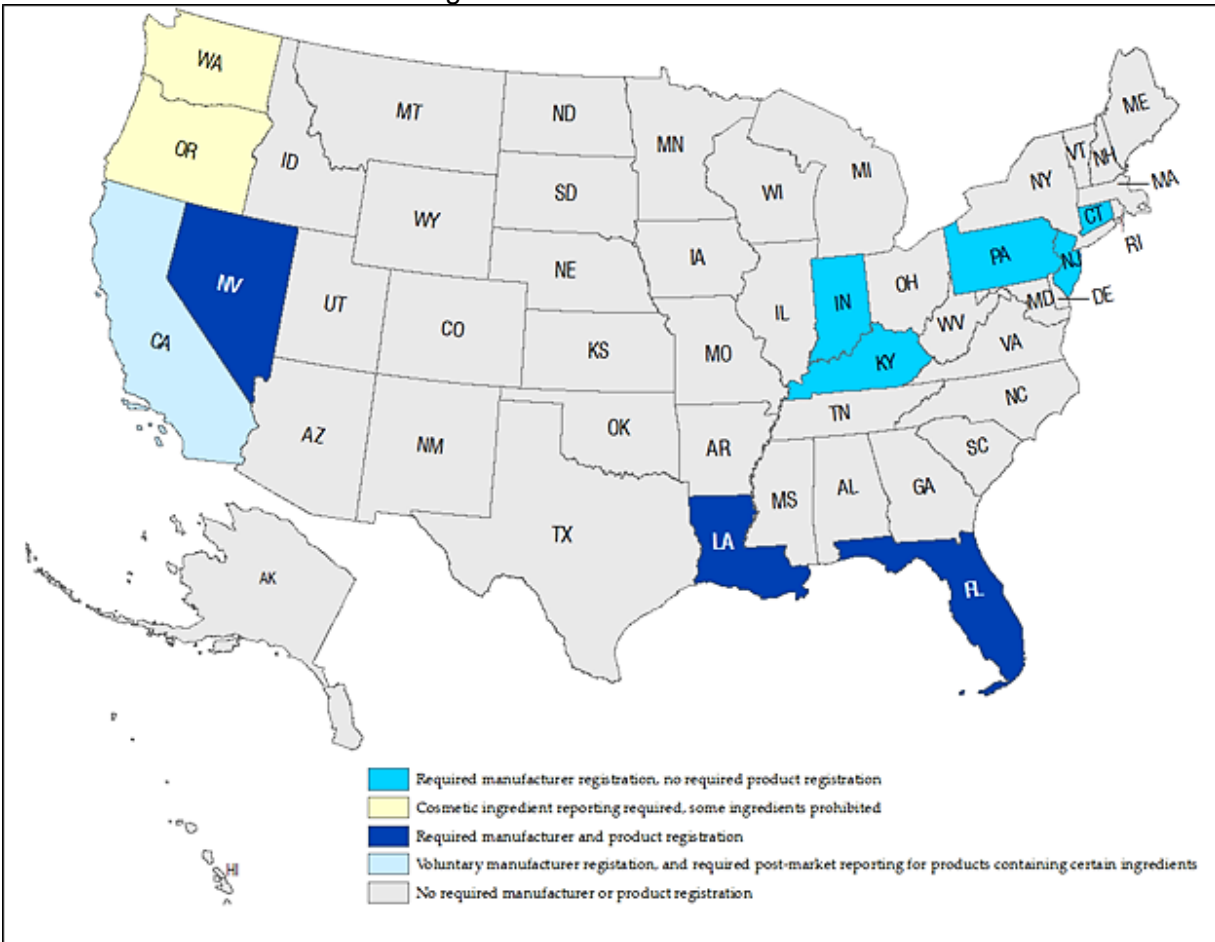 WA
MT
ND
MN
ME
OR
ID
SD
WI
MI
VT
NH
NY
MA
WY
CT
RI
IA
NE
PA
NJ
NV
UT
CO
IL
IN
OH
MD
DE
CA
KS
MO
WV
VA
KY
AZ
NM
OK
AR
TN
NC
SC
TX
LA
MS
AL
GA
FL
AK
HI
Required manufacturer registration, no required product registration
Cosmetic ingredient reporting required, some ingredients prohibited
Required manufacturer and product registration
Voluntary manufacturer registation, and required post-market reporting for products containing certain ingredients
No required manufacturer or product registration